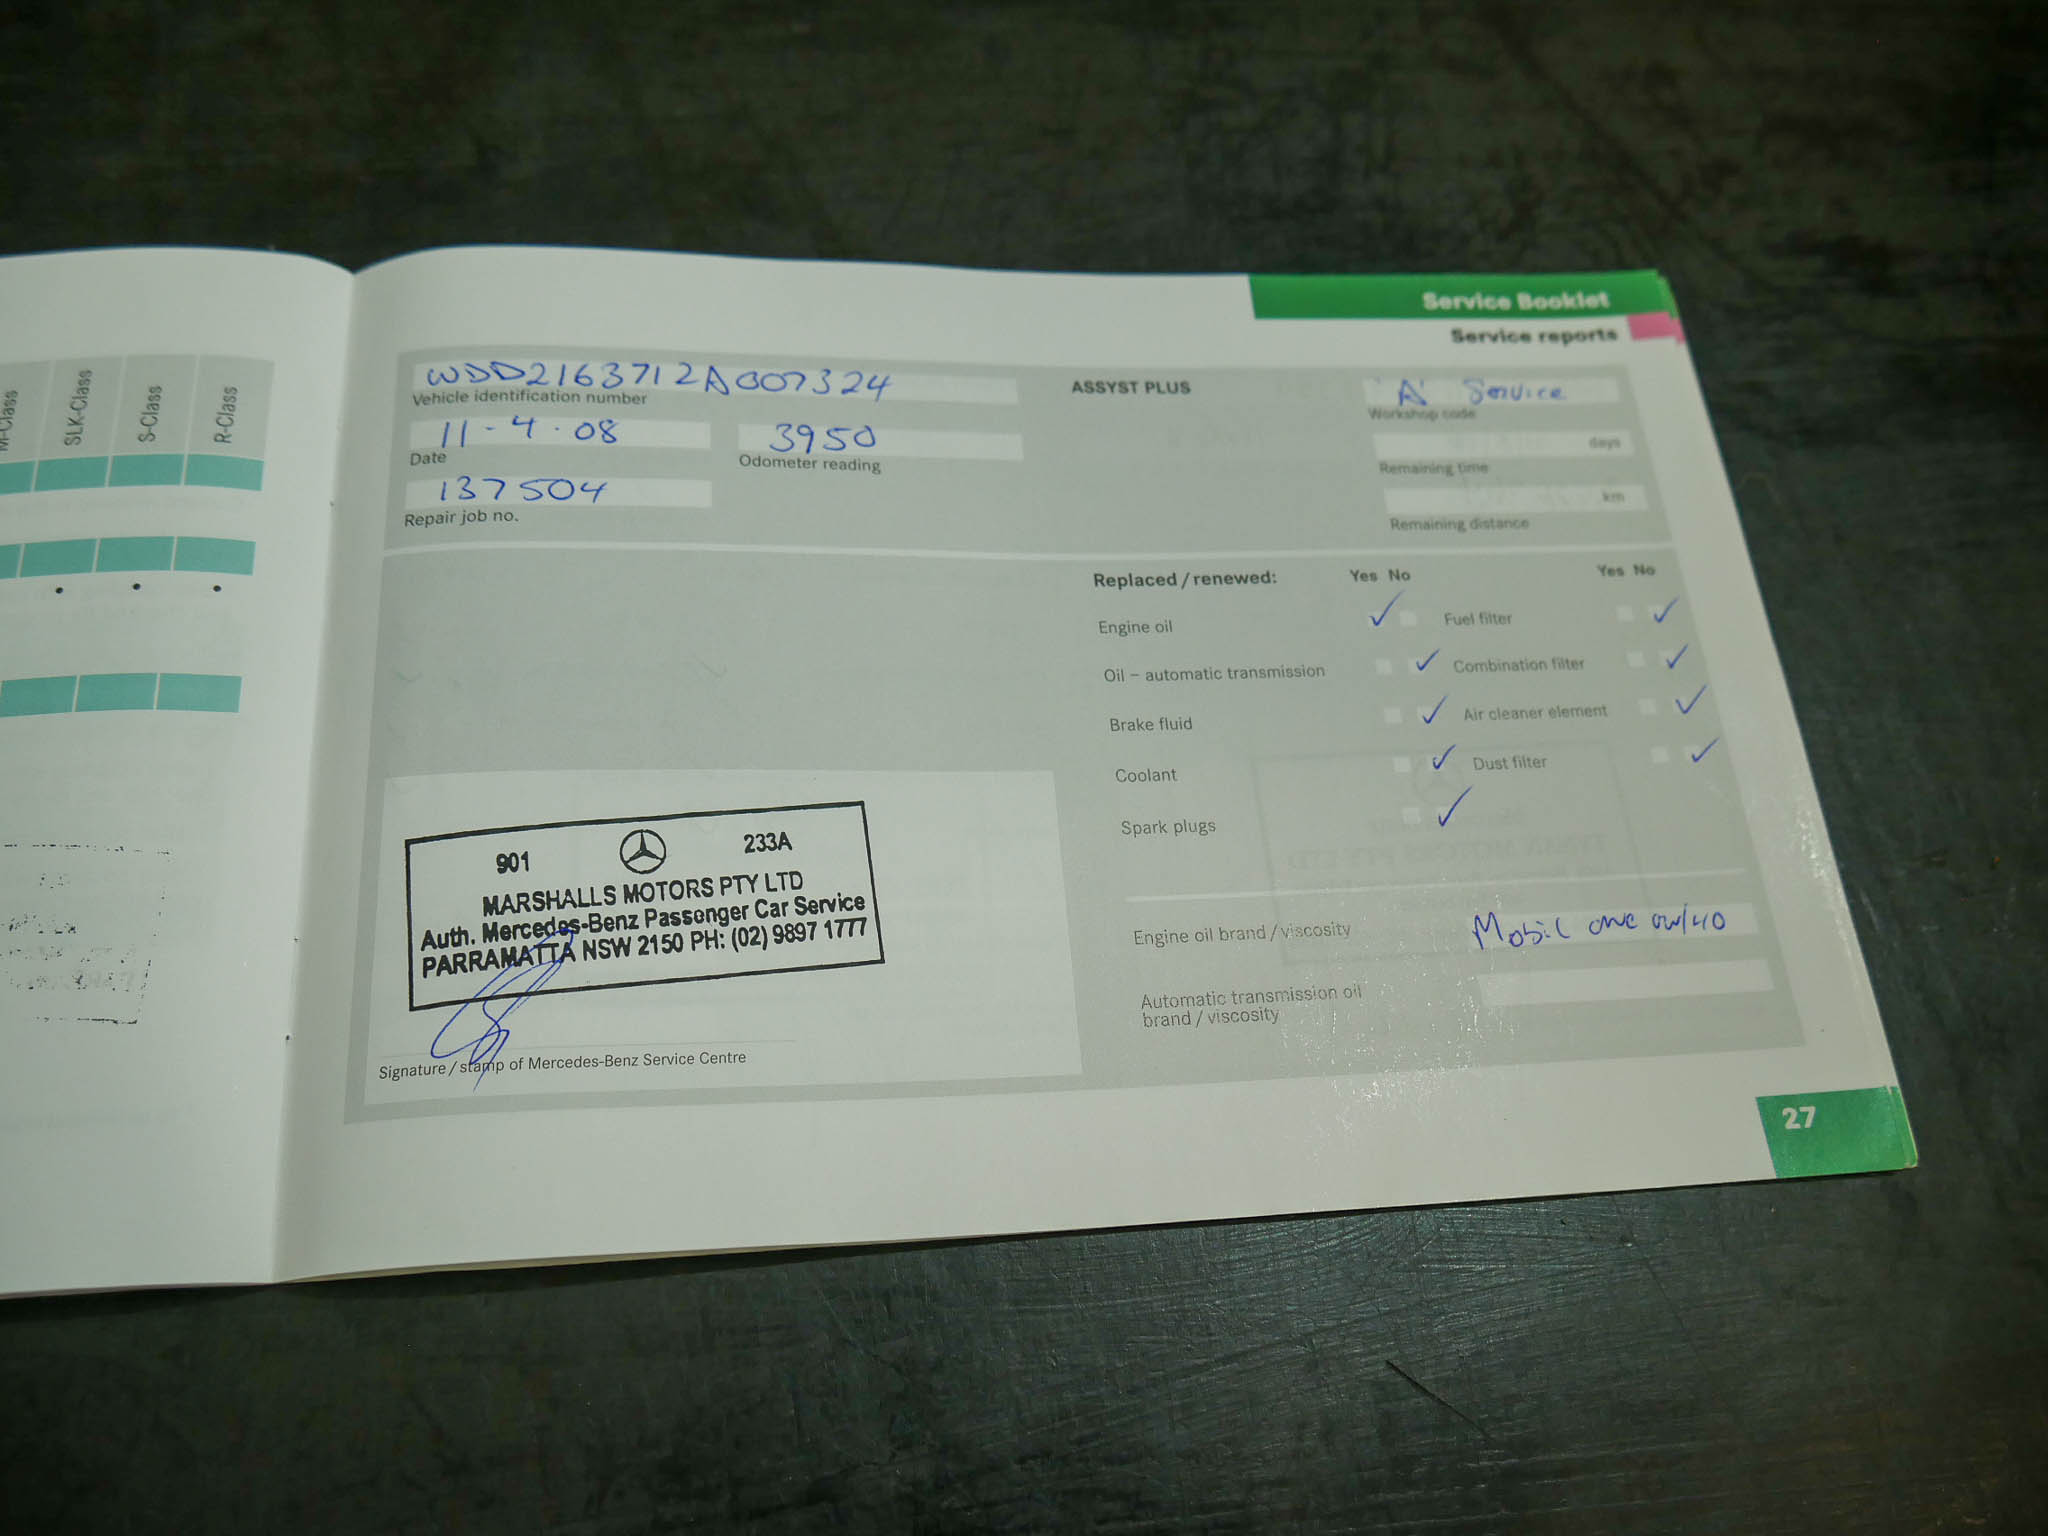 M-Class
SLK-Class
S-Class
R-Class
Service Booklet
Service reports
WDD2163712A007324
Vehicle identification number
ASSYST PLUS
'A' Service
Workshop code
11-4-08
Date
3950
Odometer reading
days
Remaining time
137504
Repair job no.
km
Remaining distance
Replaced / renewed: Yes No Yes No
Engine oil ✓ Fuel filter ✓
Oil – automatic transmission ✓ Combination filter ✓
Brake fluid ✓ Air cleaner element ✓
Coolant ✓ Dust filter ✓
Spark plugs ✓
901 233A
MARSHALLS MOTORS PTY LTD
Auth. Mercedes-Benz Passenger Car Service
PARRAMATTA NSW 2150 PH: (02) 9897 1777
Signature / stamp of Mercedes-Benz Service Centre
Engine oil brand / viscosity Mobil one 0w/40
Automatic transmission oil
brand / viscosity
27